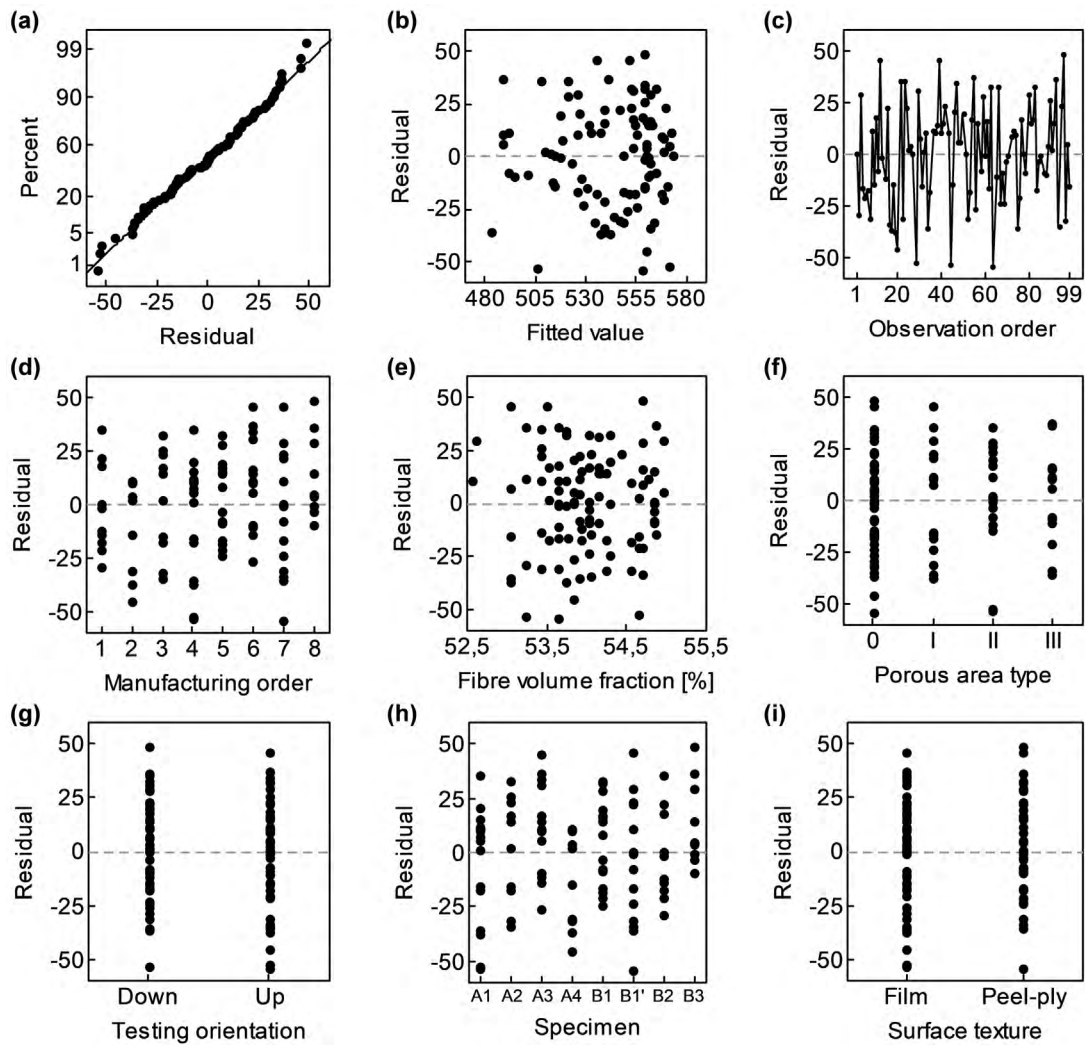 (a)
99
90
60
20
5
1
Percent
-50 -25 0 25 50
Residual
(b)
50
25
0
-25
-50
Residual
480 505 530 555 580
Fitted value
(c)
50
25
0
-25
-50
Residual
1 20 40 60 80 99
Observation order
(d)
50
25
0
-25
-50
Residual
1 2 3 4 5 6 7 8
Manufacturing order
(e)
50
25
0
-25
-50
Residual
52,5 53,5 54,5 55,5
Fibre volume fraction [%]
(f)
50
25
0
-25
-50
Residual
0 I II III
Porous area type
(g)
50
25
0
-25
-50
Residual
Down Up
Testing orientation
(h)
50
25
0
-25
-50
Residual
A1 A2 A3 A4 B1 B1' B2 B3
Specimen
(i)
50
25
0
-25
-50
Residual
Film Peel-ply
Surface texture